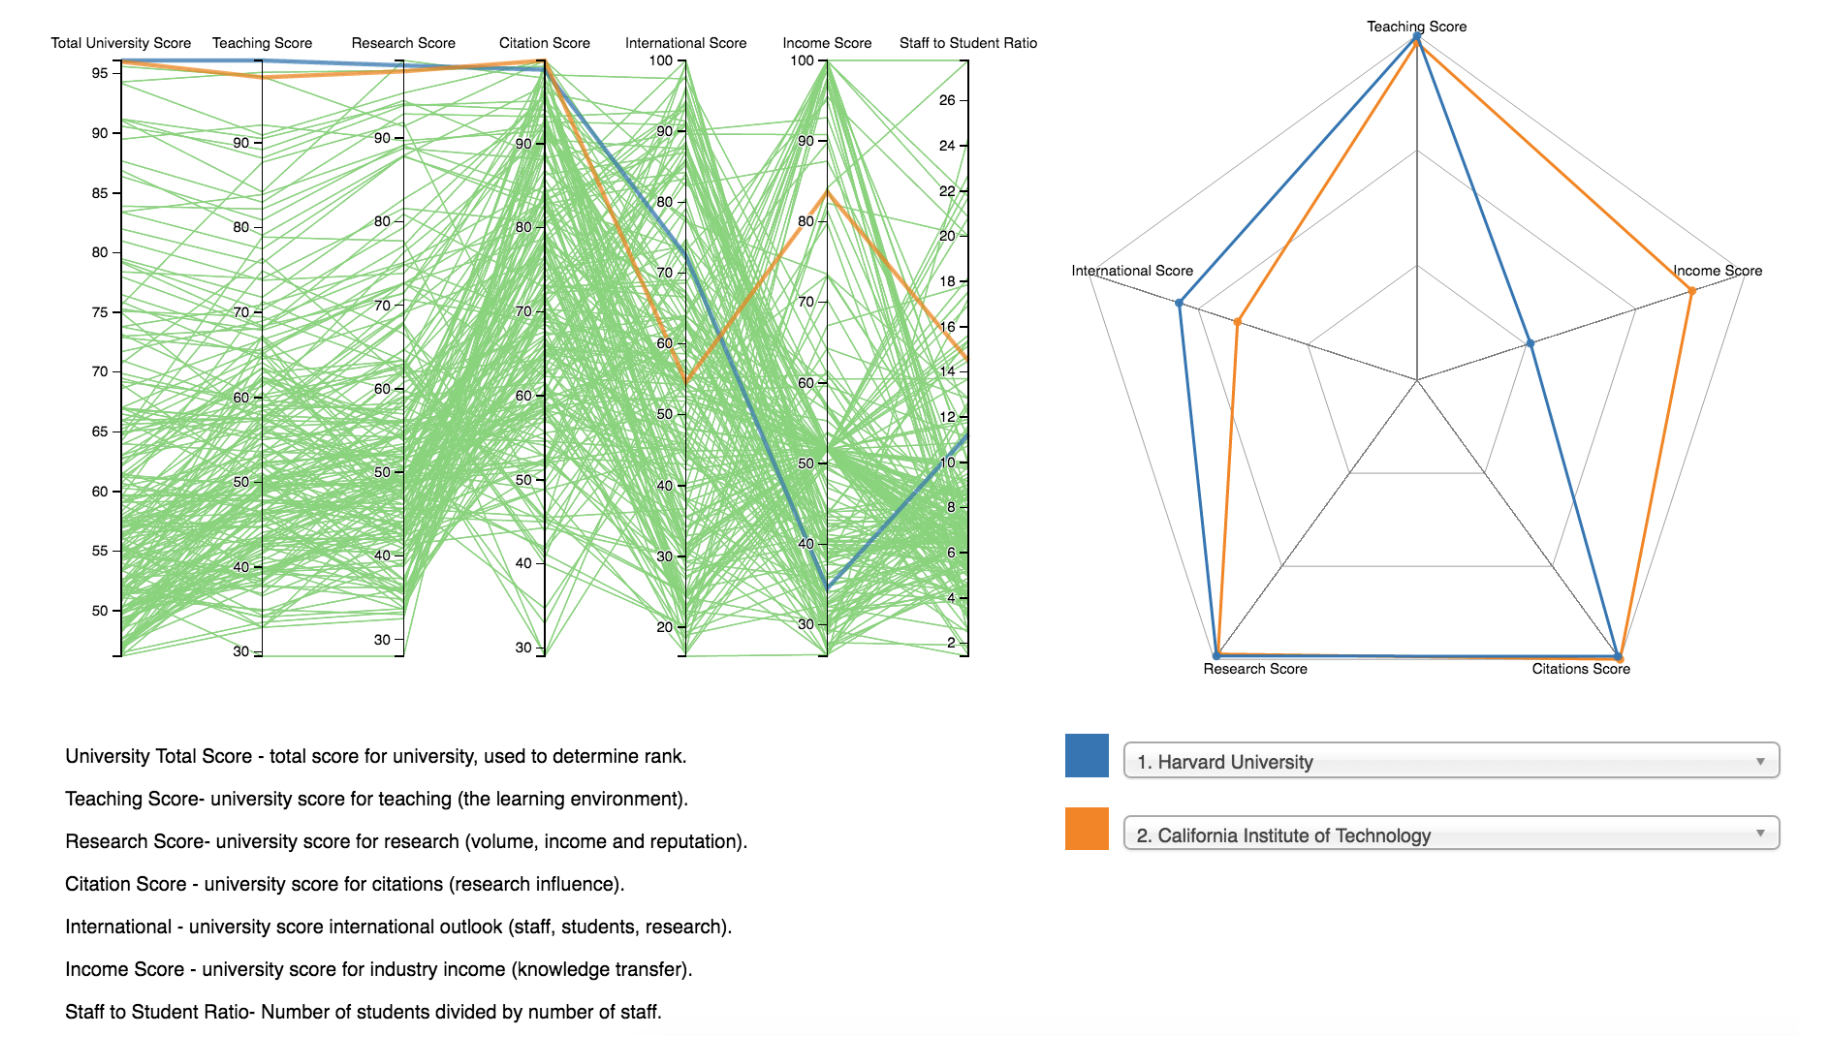 Total University Score
Teaching Score
Research Score
Citation Score
International Score
Income Score
Staff to Student Ratio
95
90
85
80
75
70
65
60
55
50
90
80
70
60
50
40
30
90
80
70
60
50
40
30
90
80
70
60
50
40
30
100
90
80
70
60
50
40
30
20
100
90
80
70
60
50
40
30
26
24
22
20
18
16
14
12
10
8
6
4
2
Teaching Score
International Score
Income Score
Research Score
Citations Score
1. Harvard University
2. California Institute of Technology
University Total Score - total score for university, used to determine rank.
Teaching Score- university score for teaching (the learning environment).
Research Score- university score for research (volume, income and reputation).
Citation Score - university score for citations (research influence).
International - university score international outlook (staff, students, research).
Income Score - university score for industry income (knowledge transfer).
Staff to Student Ratio- Number of students divided by number of staff.